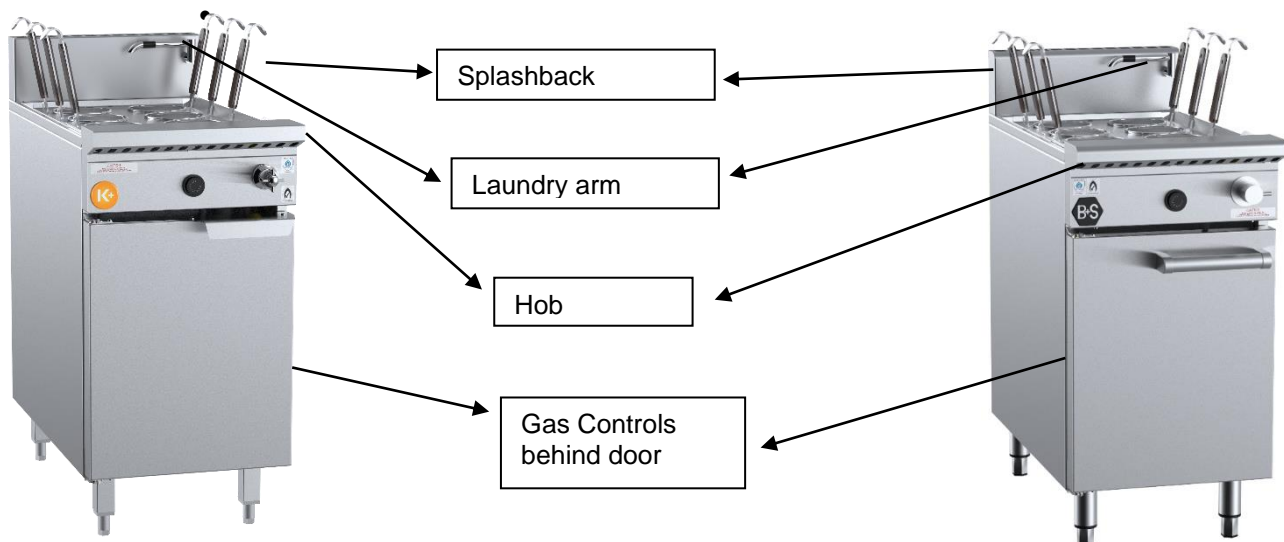 Splashback
Laundry arm
Hob
Gas Controls
behind door
K+
B+S